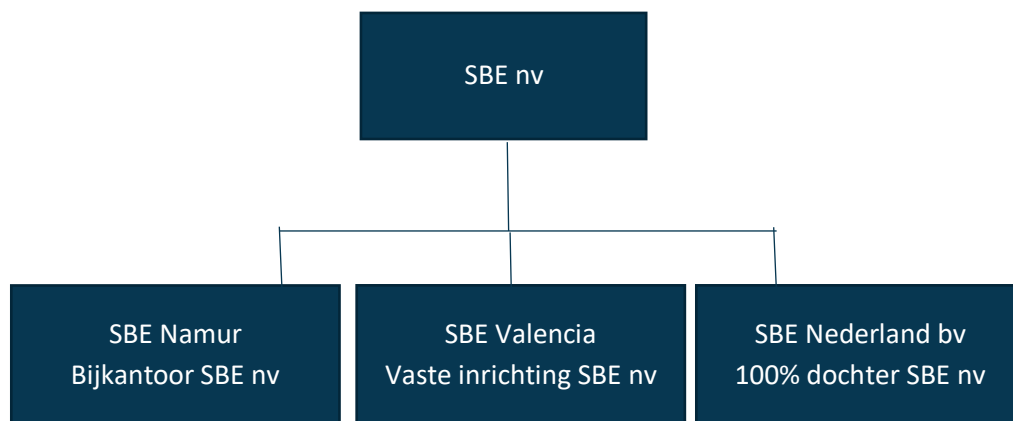 SBE nv
SBE Namur
Bijkantoor SBE nv
SBE Valencia
Vaste inrichting SBE nv
SBE Nederland bv
100% dochter SBE nv